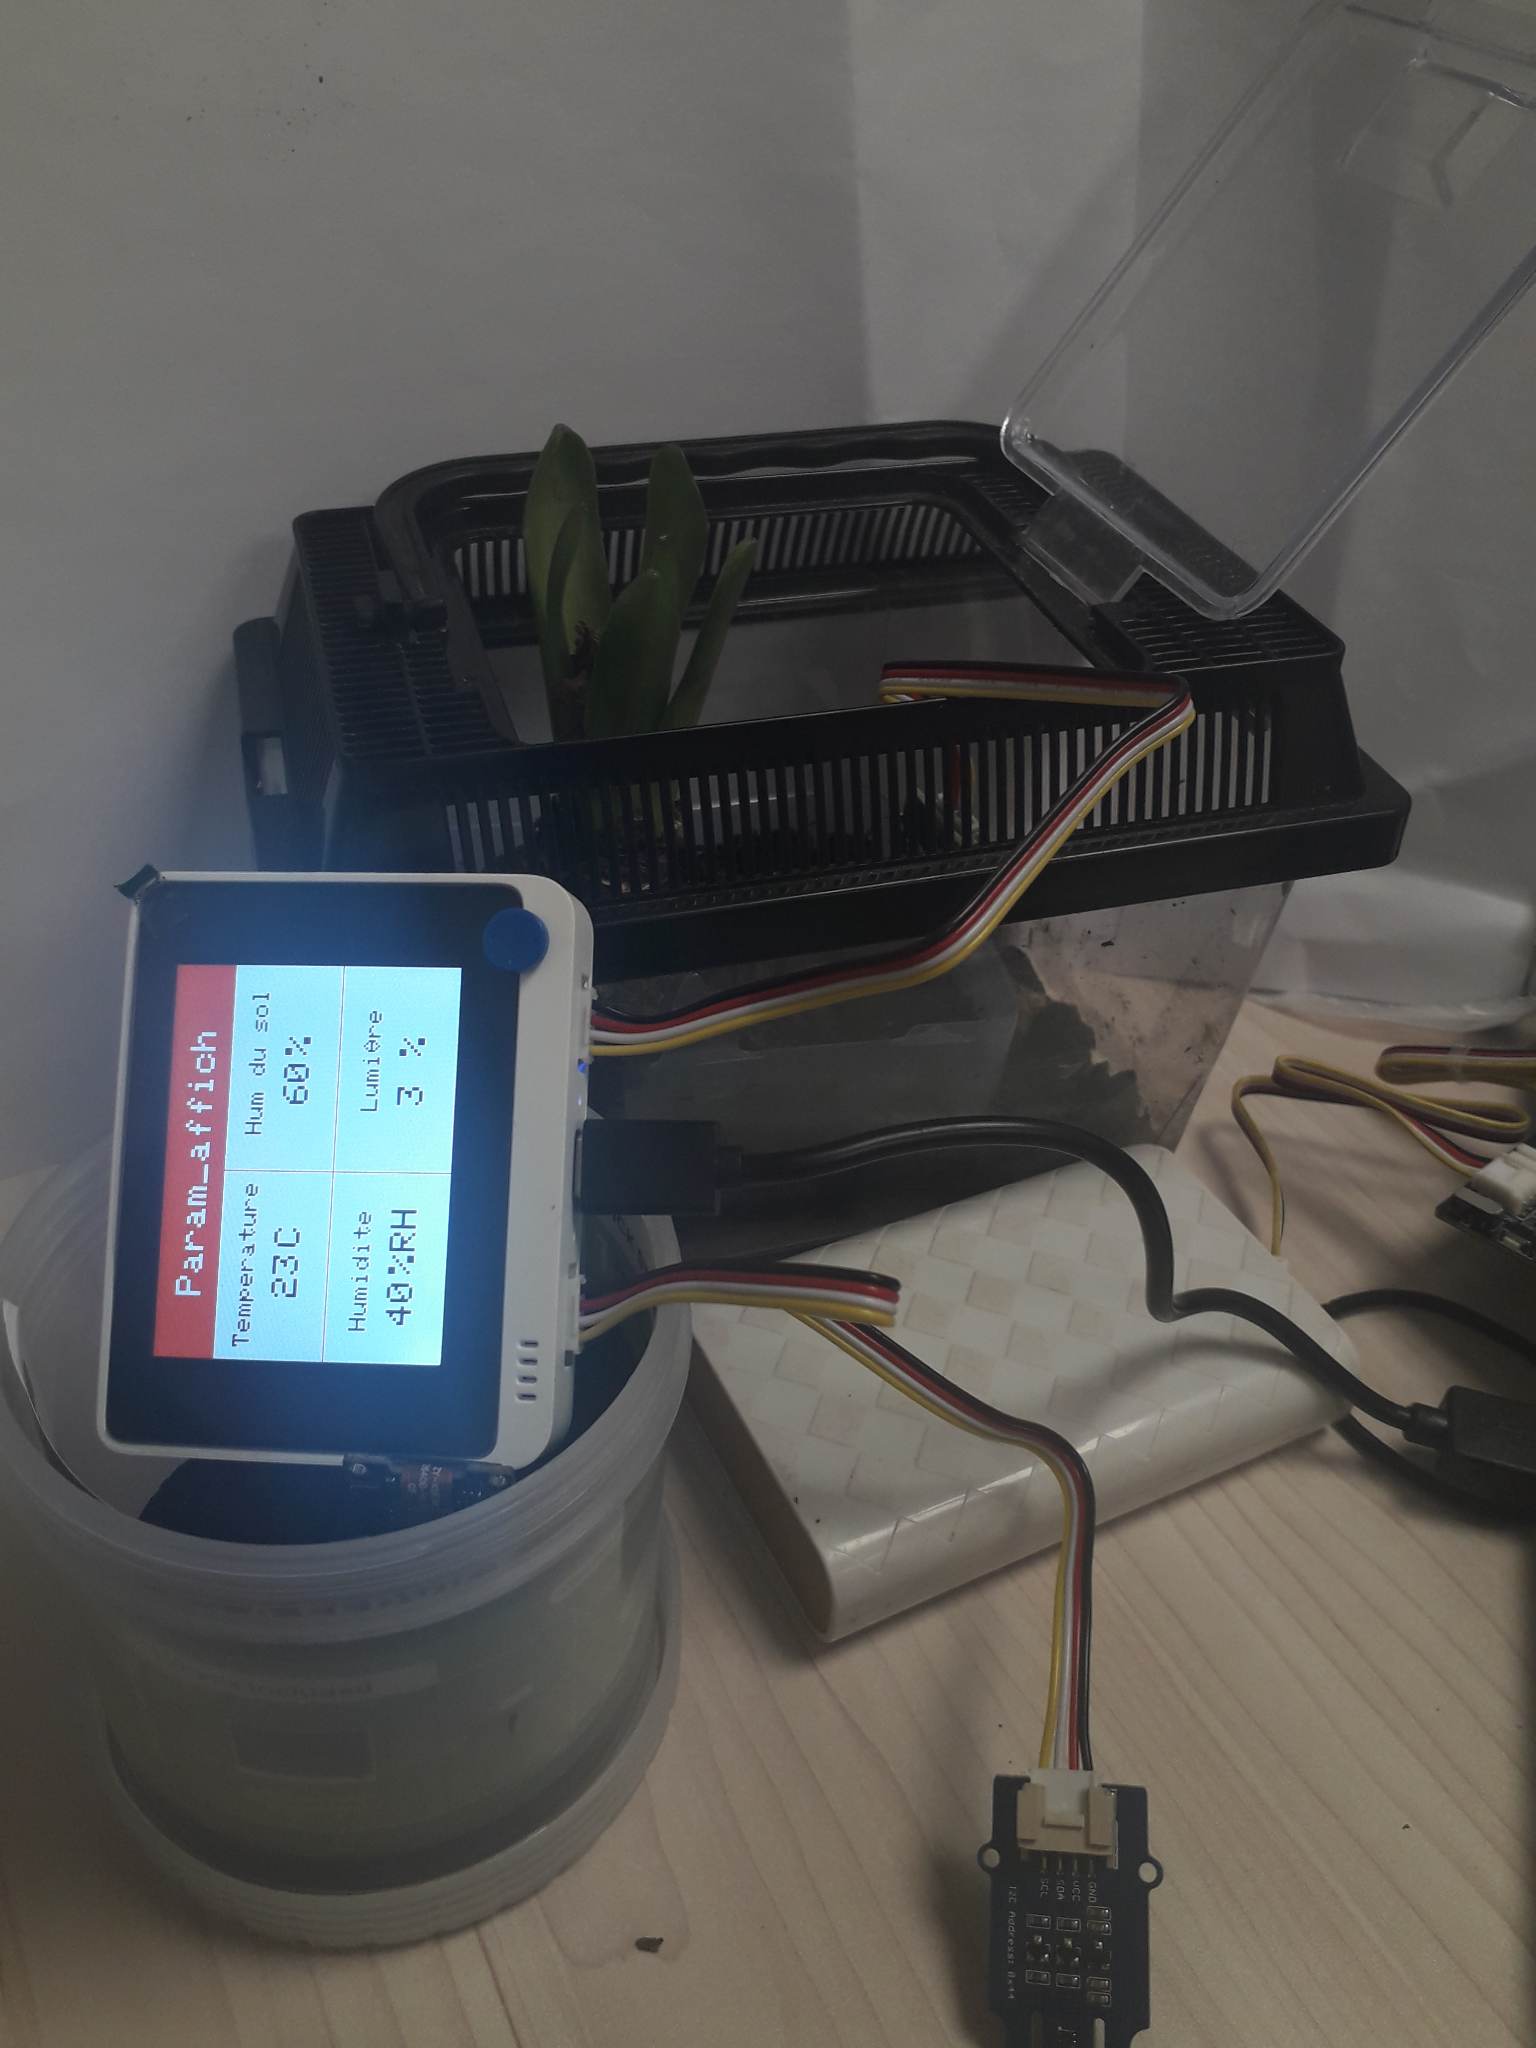 Param_affich
Temperature
23C
Hum du sol
60%
Humidite
40%RH
Lumière
3 %
GND
VCC
SDA
SCL
I2C Address: 0x44